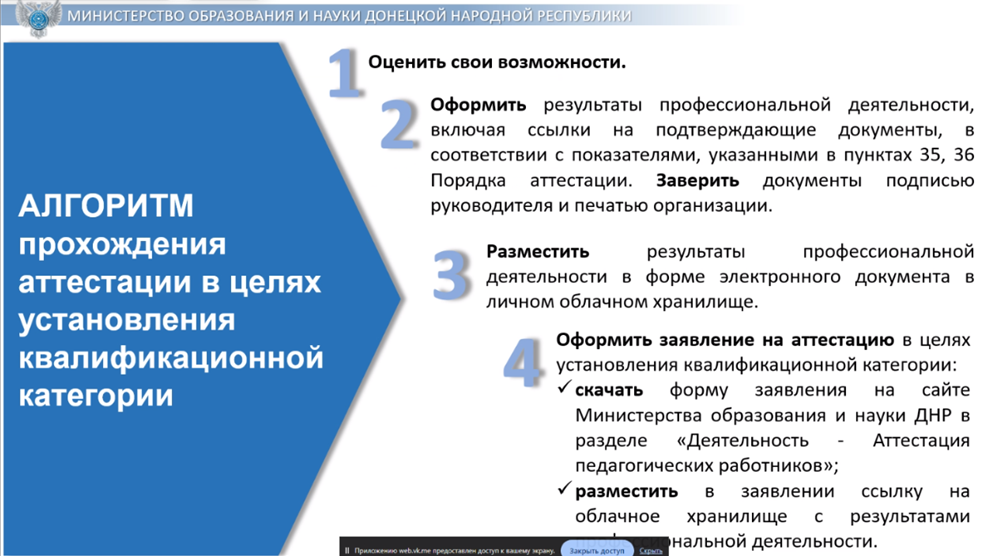 МИНИСТЕРСТВО ОБРАЗОВАНИЯ И НАУКИ ДОНЕЦКОЙ НАРОДНОЙ РЕСПУБЛИКИ
АЛГОРИТМ
прохождения
аттестации в целях
установления
квалификационной
категории
1
Оценить свои возможности.
2
Оформить результаты профессиональной деятельности,
включая ссылки на подтверждающие документы, в
соответствии с показателями, указанными в пунктах 35, 36
Порядка аттестации. Заверить документы подписью
руководителя и печатью организации.
3
Разместить результаты профессиональной
деятельности в форме электронного документа в
личном облачном хранилище.
4
Оформить заявление на аттестацию в целях
установления квалификационной категории:
✓ скачать форму заявления на сайте
Министерства образования и науки ДНР в
разделе «Деятельность - Аттестация
педагогических работников»;
✓ разместить в заявлении ссылку на
облачное хранилище с результатами
сиональной деятельности.
Приложению web.vk.me предоставлен доступ к вашему экрану. Закрыть доступ Скрыть